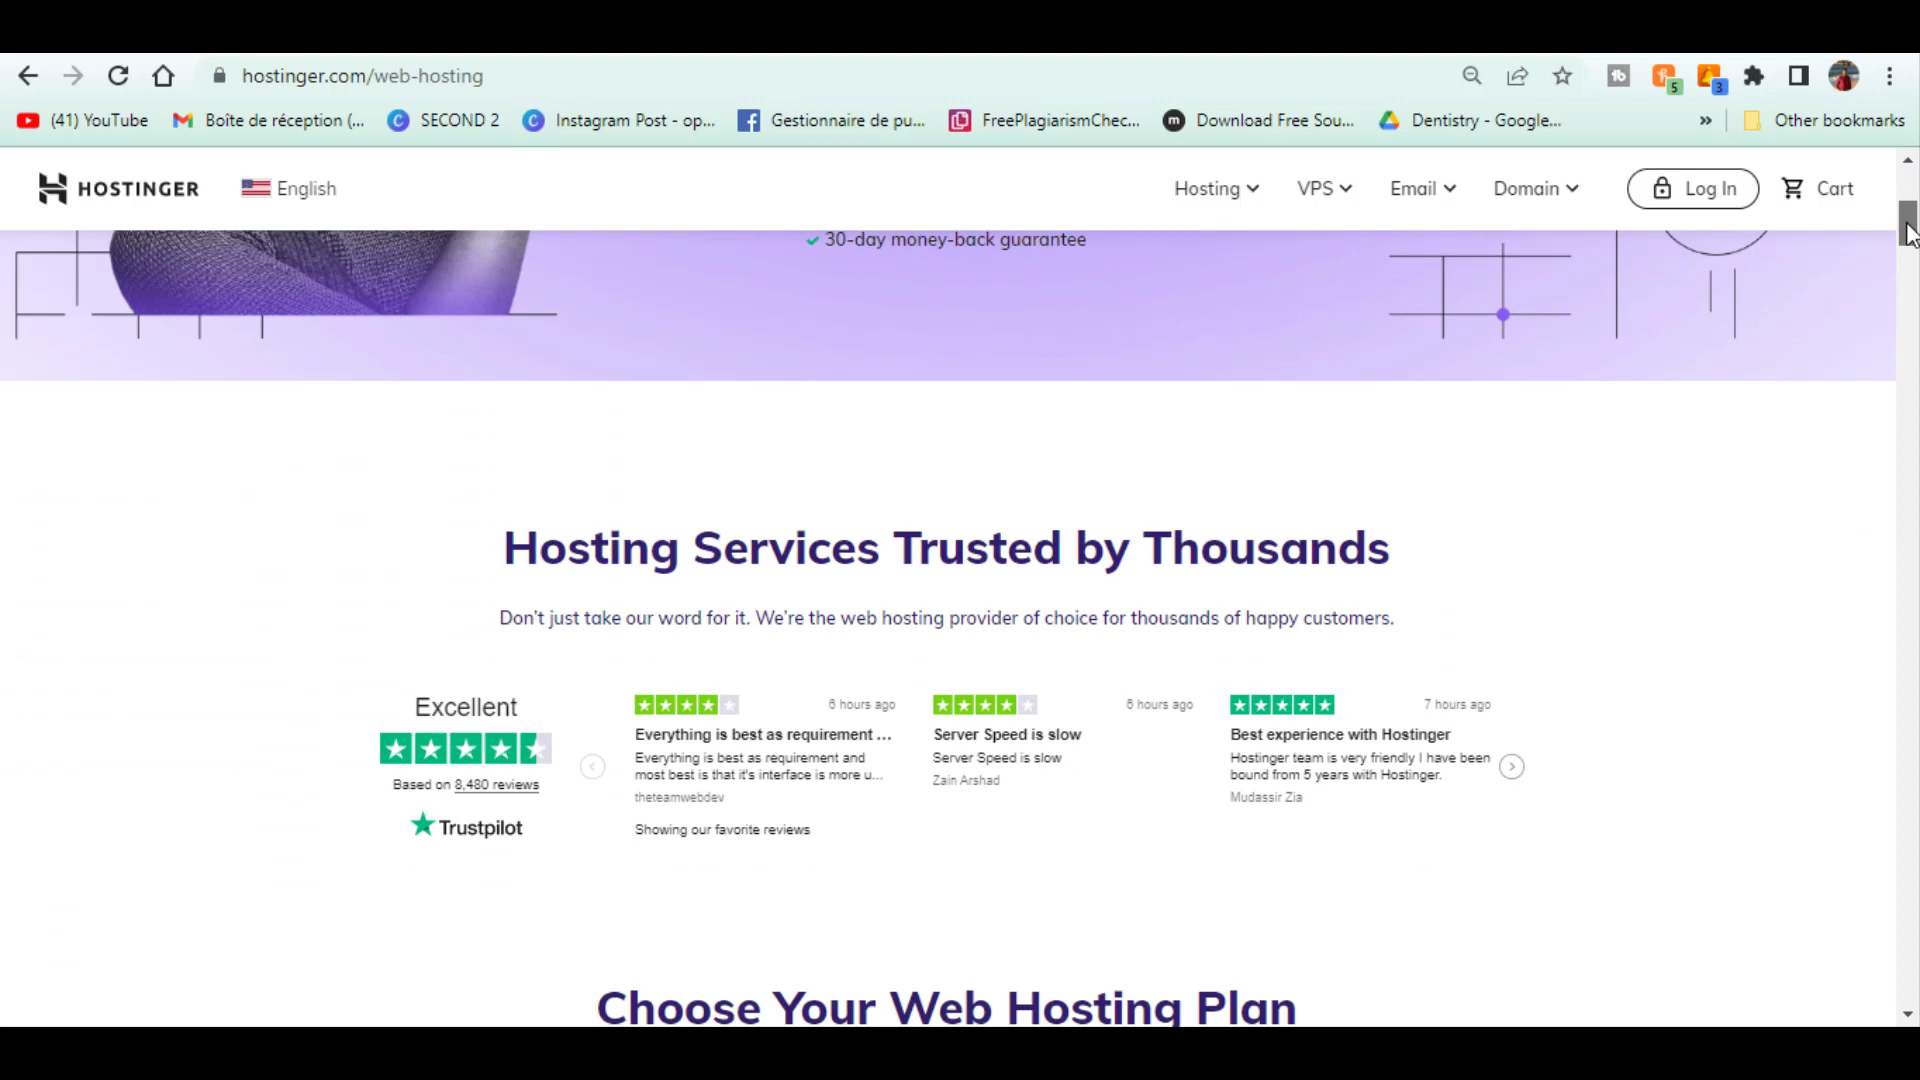 hostinger.com/web-hosting
5
3
(41) YouTube
Boîte de réception (...
SECOND 2
Instagram Post - op...
Gestionnaire de pu...
FreePlagiarismChec...
Download Free Sou...
Dentistry - Google...
»
Other bookmarks
HOSTINGER
English
Hosting
VPS
Email
Domain
Log In
Cart
30-day money-back guarantee
Hosting Services Trusted by Thousands
Don't just take our word for it. We're the web hosting provider of choice for thousands of happy customers.
Excellent
Based on 8,480 reviews
Trustpilot
6 hours ago
Everything is best as requirement ...
Everything is best as requirement and
most best is that it's interface is more u...
theteamwebdev
Showing our favorite reviews
6 hours ago
Server Speed is slow
Server Speed is slow
Zain Arshad
7 hours ago
Best experience with Hostinger
Hostinger team is very friendly I have been
bound from 5 years with Hostinger.
Mudassir Zia
Choose Your Web Hosting Plan